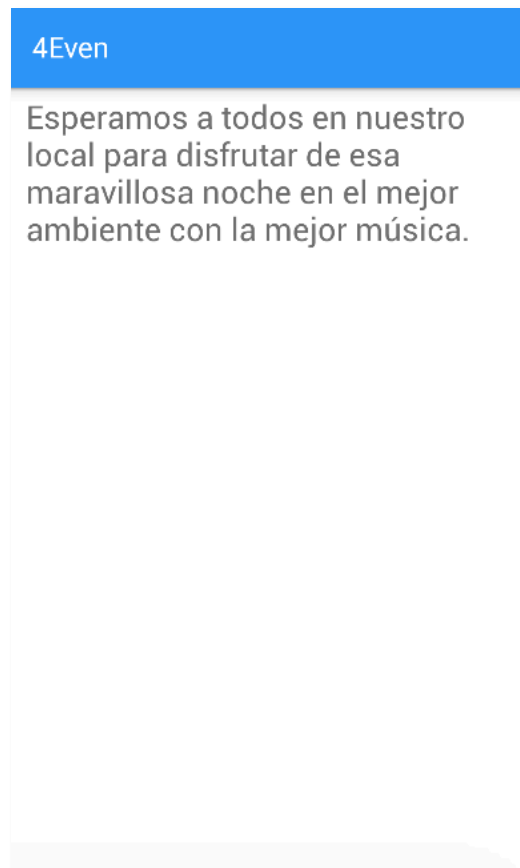 4Even
Esperamos a todos en nuestro
local para disfrutar de esa
maravillosa noche en el mejor
ambiente con la mejor música.